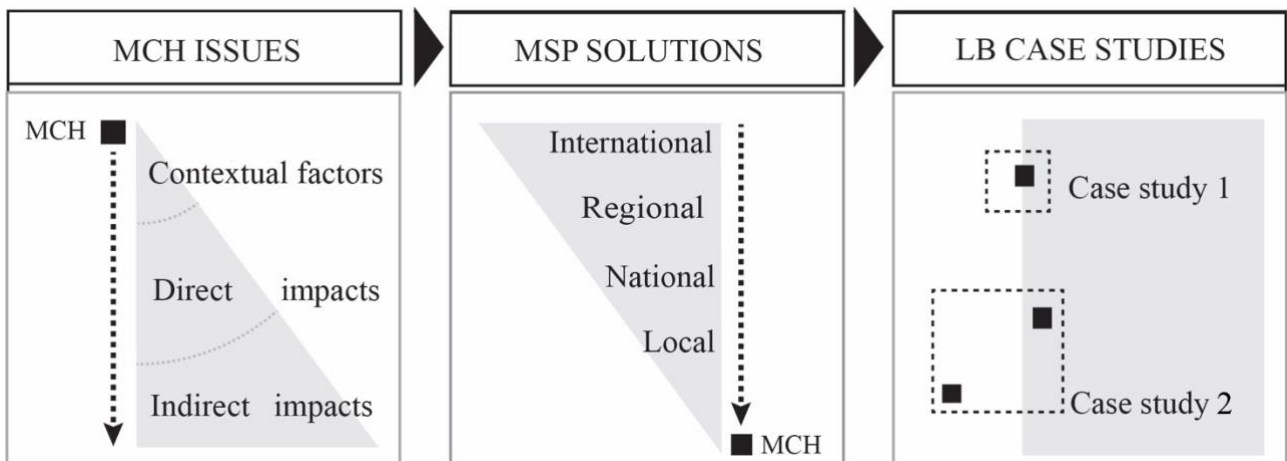 MCH ISSUES
MSP SOLUTIONS
LB CASE STUDIES
MCH
Contextual factors
Direct impacts
Indirect impacts
International
Regional
National
Local
MCH
Case study 1
Case study 2